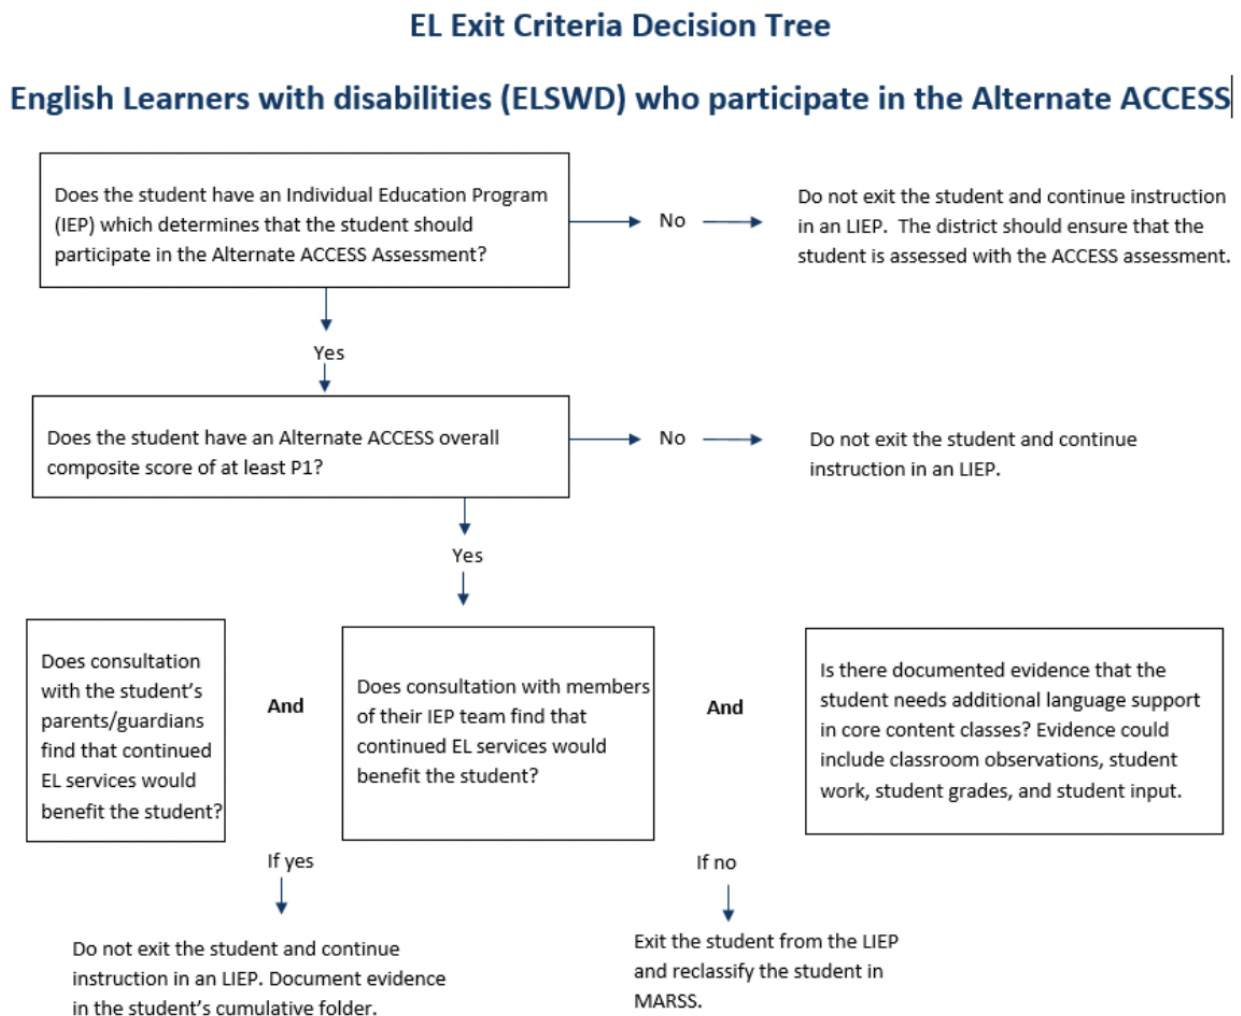 EL Exit Criteria Decision Tree
English Learners with disabilities (ELSWD) who participate in the Alternate ACCESS
Does the student have an Individual Education Program
(IEP) which determines that the student should
participate in the Alternate ACCESS Assessment?
No
Do not exit the student and continue instruction
in an LIEP.  The district should ensure that the
student is assessed with the ACCESS assessment.
Yes
Does the student have an Alternate ACCESS overall
composite score of at least P1?
No
Do not exit the student and continue
instruction in an LIEP.
Yes
Does consultation
with the student's
parents/guardians
find that continued
EL services would
benefit the student?
And
Does consultation with members
of their IEP team find that
continued EL services would
benefit the student?
And
Is there documented evidence that the
student needs additional language support
in core content classes? Evidence could
include classroom observations, student
work, student grades, and student input.
If yes
Do not exit the student and continue
instruction in an LIEP. Document evidence
in the student's cumulative folder.
If no
Exit the student from the LIEP
and reclassify the student in
MARSS.